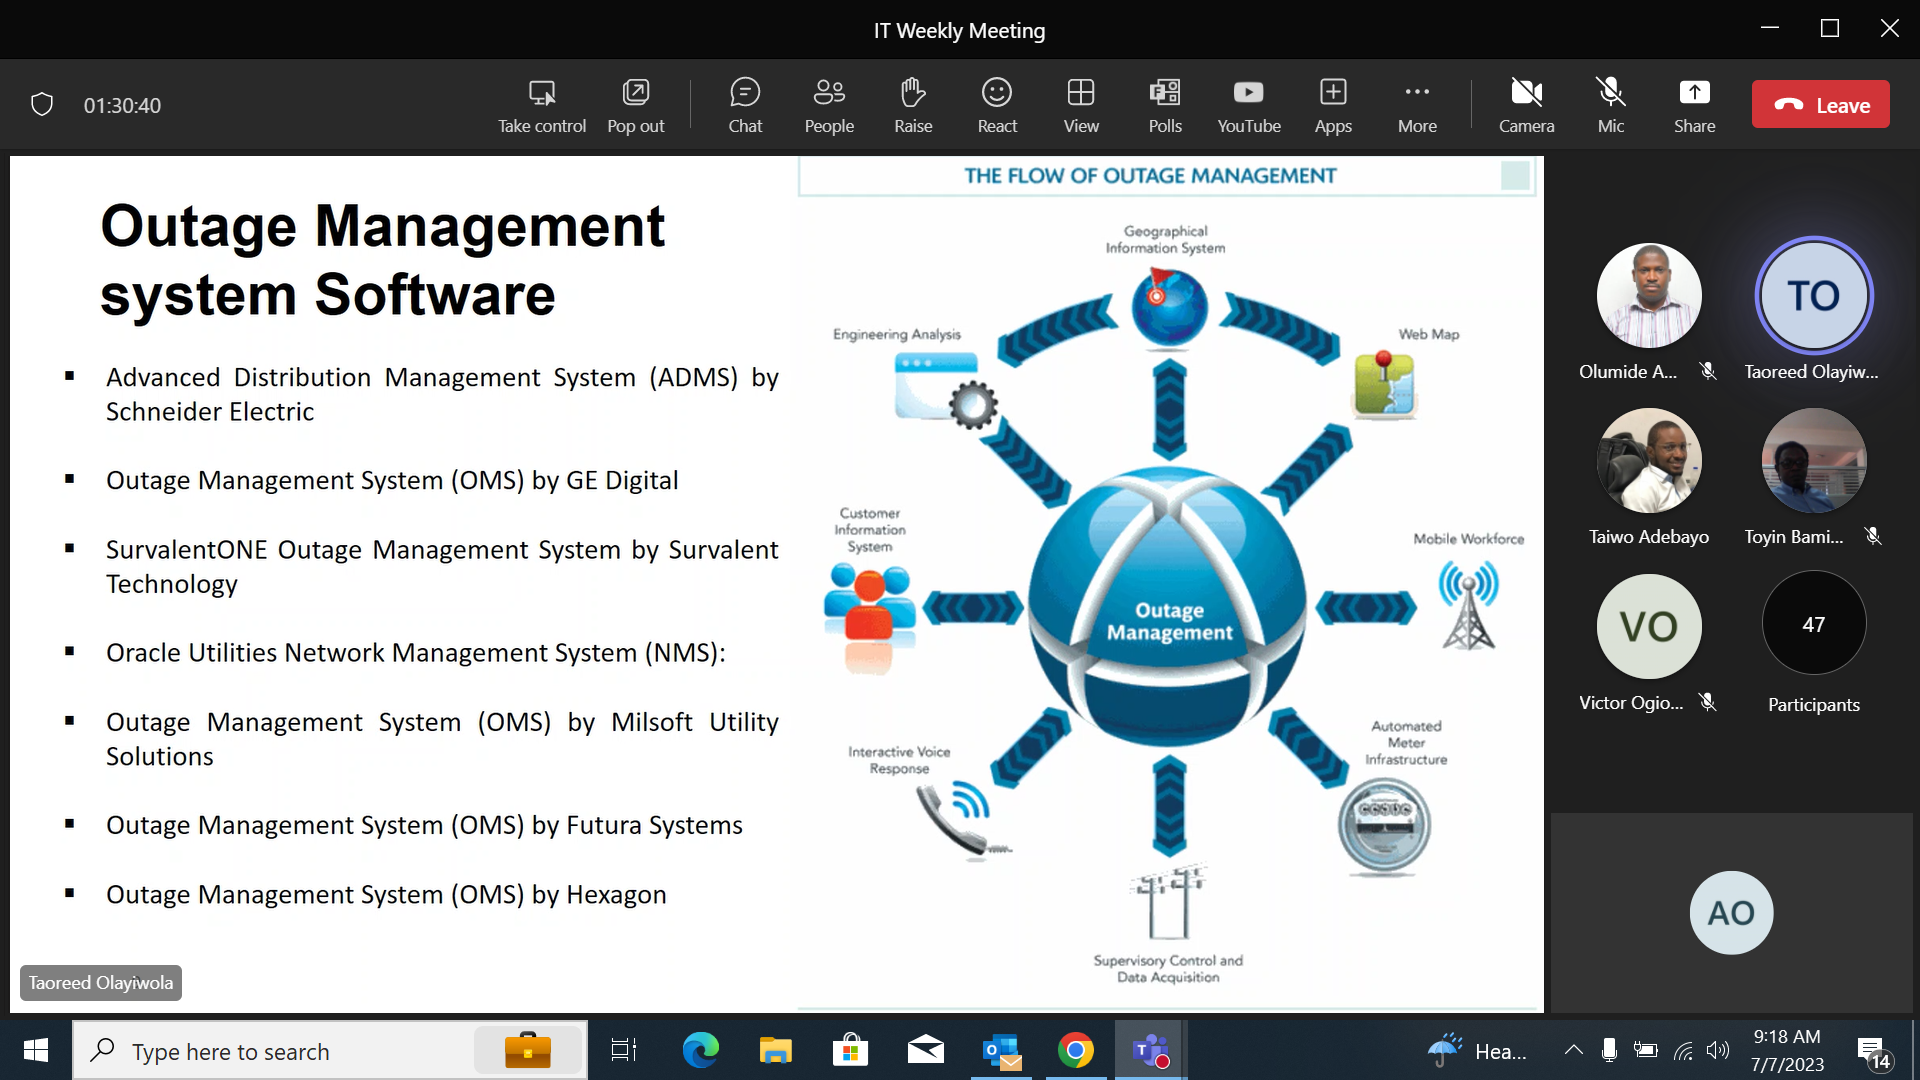 IT Weekly Meeting
01:30:40
Take control
Pop out
Chat
People
Raise
React
View
Polls
YouTube
Apps
More
Camera
Mic
Share
Leave
Outage Management
system Software
▪ Advanced Distribution Management System (ADMS) by
Schneider Electric
▪ Outage Management System (OMS) by GE Digital
▪ SurvalentONE Outage Management System by Survalent
Technology
▪ Oracle Utilities Network Management System (NMS):
▪ Outage Management System (OMS) by Milsoft Utility
Solutions
▪ Outage Management System (OMS) by Futura Systems
▪ Outage Management System (OMS) by Hexagon
Taoreed Olayiwola
THE FLOW OF OUTAGE MANAGEMENT
Geographical
Information System
Engineering Analysis
Web Map
Customer
Information
System
Mobile Workforce
Outage
Management
Interactive Voice
Response
Automated
Meter
Infrastructure
Supervisory Control and
Data Acquisition
Olumide A...
TO
Taoreed Olayiw...
Taiwo Adebayo
Toyin Bami...
VO
Victor Ogio...
47
Participants
AO
Type here to search
Hea...
9:18 AM
7/7/2023
14